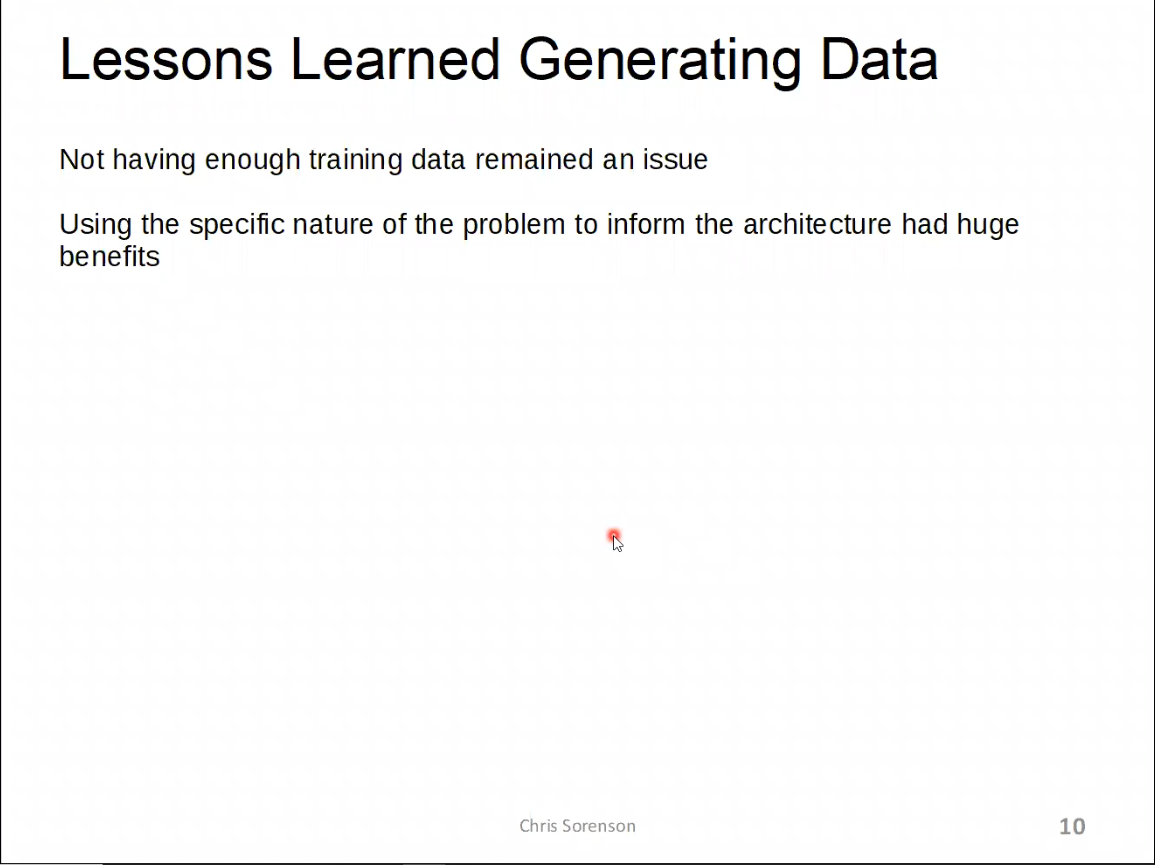 Lessons Learned Generating Data
Not having enough training data remained an issue
Using the specific nature of the problem to inform the architecture had huge
benefits
Chris Sorenson
10